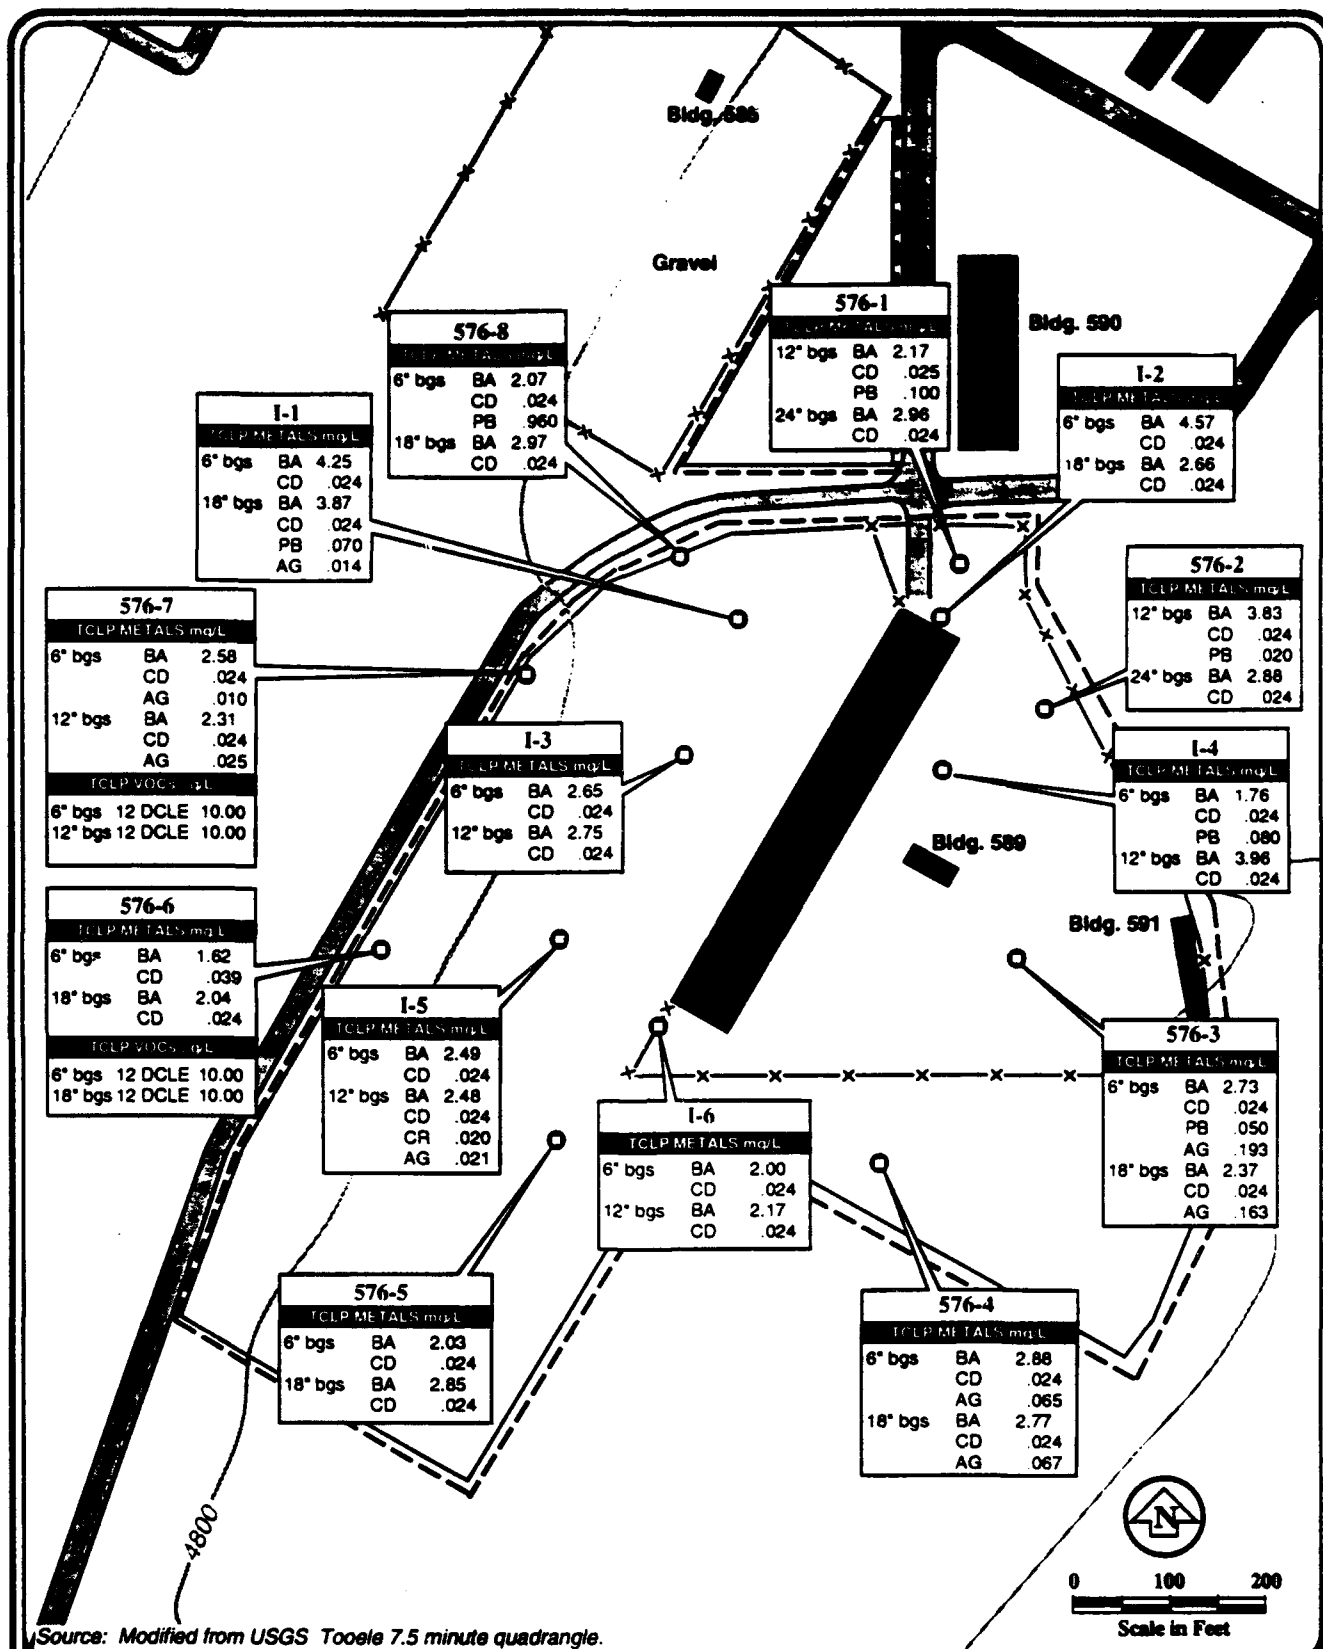 Bldg. 585
Gravel
Bldg. 590
576-1
TCLP METALS mg/L
12" bgs BA 2.17
CD .025
PB .100
24" bgs BA 2.96
CD .024
576-8
TCLP METALS mg/L
6" bgs BA 2.07
CD .024
PB .960
18" bgs BA 2.97
CD .024
I-2
TCLP METALS mg/L
6" bgs BA 4.57
CD .024
18" bgs BA 2.66
CD .024
I-1
TCLP METALS mg/L
6" bgs BA 4.25
CD .024
18" bgs BA 3.87
CD .024
PB .070
AG .014
576-2
TCLP METALS mg/L
12" bgs BA 3.83
CD .024
PB .020
24" bgs BA 2.88
CD .024
576-7
TCLP METALS mg/L
6" bgs BA 2.58
CD .024
AG .010
12" bgs BA 2.31
CD .024
AG .025
TCLP VOCs
6" bgs 12 DCLE 10.00
12" bgs 12 DCLE 10.00
I-3
TCLP METALS mg/L
6" bgs BA 2.65
CD .024
12" bgs BA 2.75
CD .024
I-4
TCLP METALS mg/L
6" bgs BA 1.76
CD .024
PB .080
12" bgs BA 3.96
CD .024
Bldg. 589
Bldg. 591
576-6
TCLP METALS mg/L
6" bgs BA 1.62
CD .039
18" bgs BA 2.04
CD .024
TCLP VOCs
6" bgs 12 DCLE 10.00
18" bgs 12 DCLE 10.00
I-5
TCLP METALS mg/L
6" bgs BA 2.49
CD .024
12" bgs BA 2.48
CD .024
CR .020
AG .021
576-3
TCLP METALS mg/L
6" bgs BA 2.73
CD .024
PB .050
AG .193
18" bgs BA 2.37
CD .024
AG .163
I-6
TCLP METALS mg/L
6" bgs BA 2.00
CD .024
12" bgs BA 2.17
CD .024
576-5
TCLP METALS mg/L
6" bgs BA 2.03
CD .024
18" bgs BA 2.85
CD .024
576-4
TCLP METALS mg/L
6" bgs BA 2.88
CD .024
AG .065
18" bgs BA 2.77
CD .024
AG .067
4800
N
0 100 200
Scale in Feet
Source: Modified from USGS Tooele 7.5 minute quadrangle.